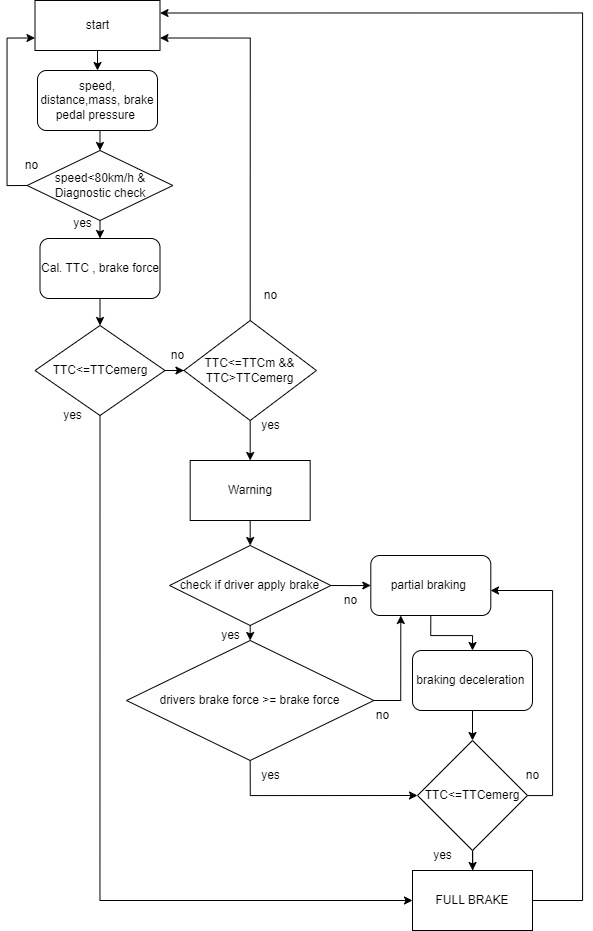 start
speed,
distance,mass, brake
pedal pressure
no
speed<80km/h &
Diagnostic check
yes
Cal. TTC , brake force
no
TTC<=TTCemerg
no
TTC<=TTCm &&
TTC>TTCemerg
yes
yes
Warning
check if driver apply brake
no
partial braking
yes
drivers brake force >= brake force
no
braking deceleration
yes
TTC<=TTCemerg
no
yes
FULL BRAKE